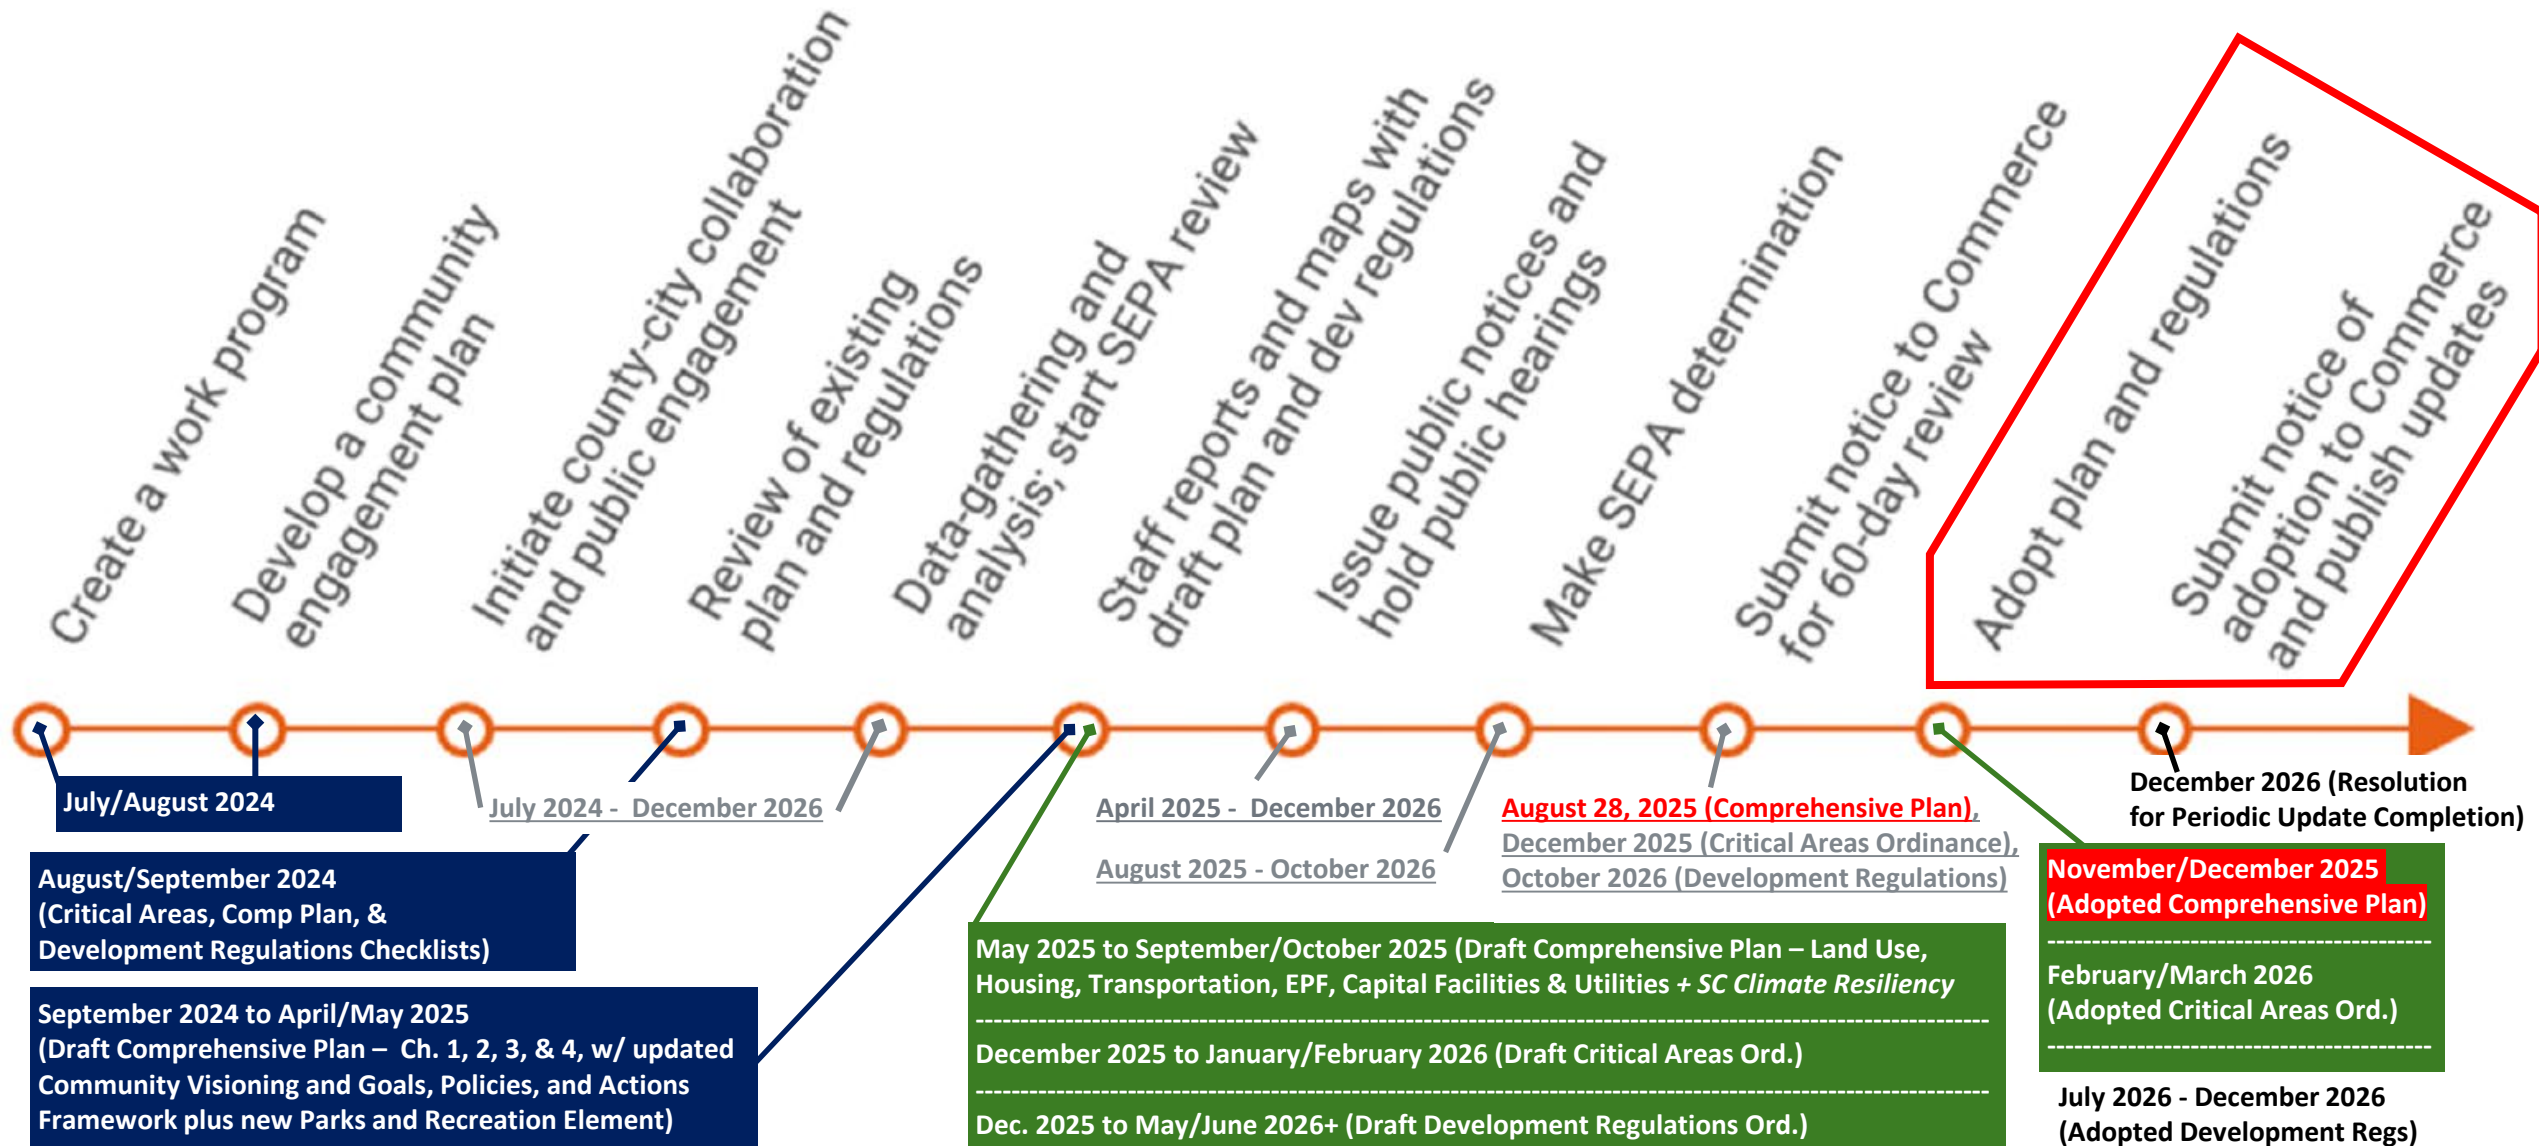 Create a work program
Develop a community
engagement plan
Initiate county-city collaboration
and public engagement
Review of existing
plan and regulations
Data-gathering and
analysis; start SEPA review
Staff reports and maps with
draft plan and dev regulations
Issue public notices and
hold public hearings
Make SEPA determination
Submit notice to Commerce
for 60-day review
Adopt plan and regulations
Submit notice of
adoption to Commerce
and publish updates
July/August 2024
July 2024 - December 2026
August/September 2024
(Critical Areas, Comp Plan, &
Development Regulations Checklists)
September 2024 to April/May 2025
(Draft Comprehensive Plan – Ch. 1, 2, 3, & 4, w/ updated
Community Visioning and Goals, Policies, and Actions
Framework plus new Parks and Recreation Element)
April 2025 - December 2026
August 2025 - October 2026
August 28, 2025 (Comprehensive Plan),
December 2025 (Critical Areas Ordinance),
October 2026 (Development Regulations)
May 2025 to September/October 2025 (Draft Comprehensive Plan – Land Use,
Housing, Transportation, EPF, Capital Facilities & Utilities + SC Climate Resiliency
December 2025 to January/February 2026 (Draft Critical Areas Ord.)
Dec. 2025 to May/June 2026+ (Draft Development Regulations Ord.)
December 2026 (Resolution
for Periodic Update Completion)
November/December 2025
(Adopted Comprehensive Plan)
February/March 2026
(Adopted Critical Areas Ord.)
July 2026 - December 2026
(Adopted Development Regs)